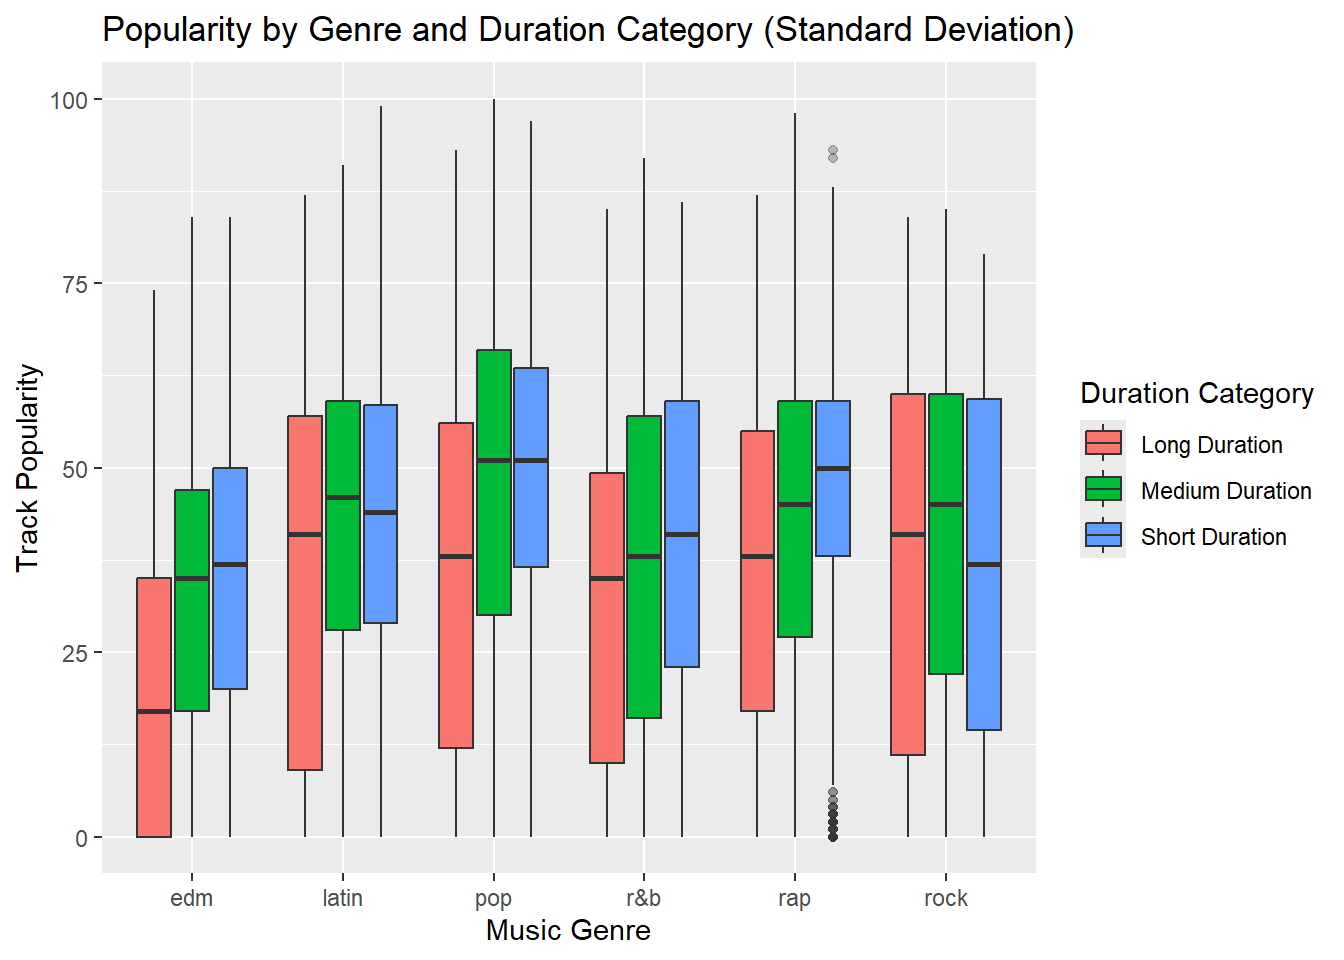 Popularity by Genre and Duration Category (Standard Deviation)
Track Popularity
100
75
50
25
0
edm latin pop r&b rap rock
Music Genre
Duration Category
Long Duration
Medium Duration
Short Duration